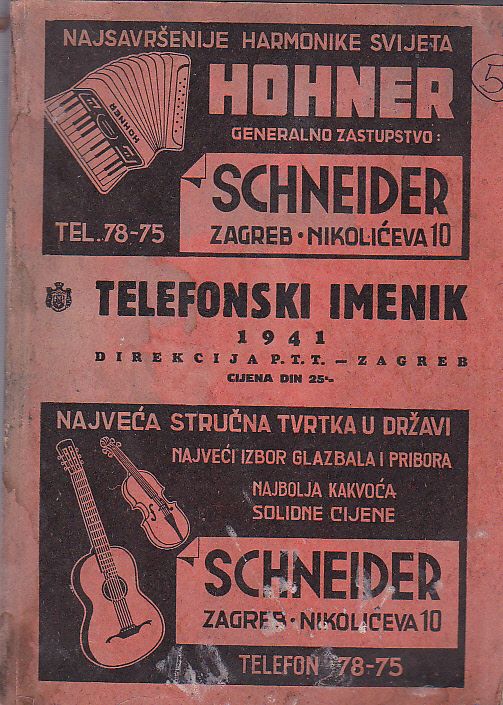 NAJSAVRŠENIJE HARMONIKE SVIJETA
HOHNER
HOHNER
GENERALNO ZASTUPSTVO:
SCHNEIDER
TEL. 78-75
ZAGREB • NIKOLIĆEVA 10
5
TELEFONSKI IMENIK
1941
DIREKCIJA P.T.T. — ZAGREB
CIJENA DIN 25·-
NAJVEĆA STRUČNA TVRTKA U DRŽAVI
NAJVEĆI IZBOR GLAZBALA I PRIBORA
NAJBOLJA KAKVOĆA
SOLIDNE CIJENE
SCHNEIDER
ZAGREB • NIKOLIĆEVA 10
TELEFON 78-75